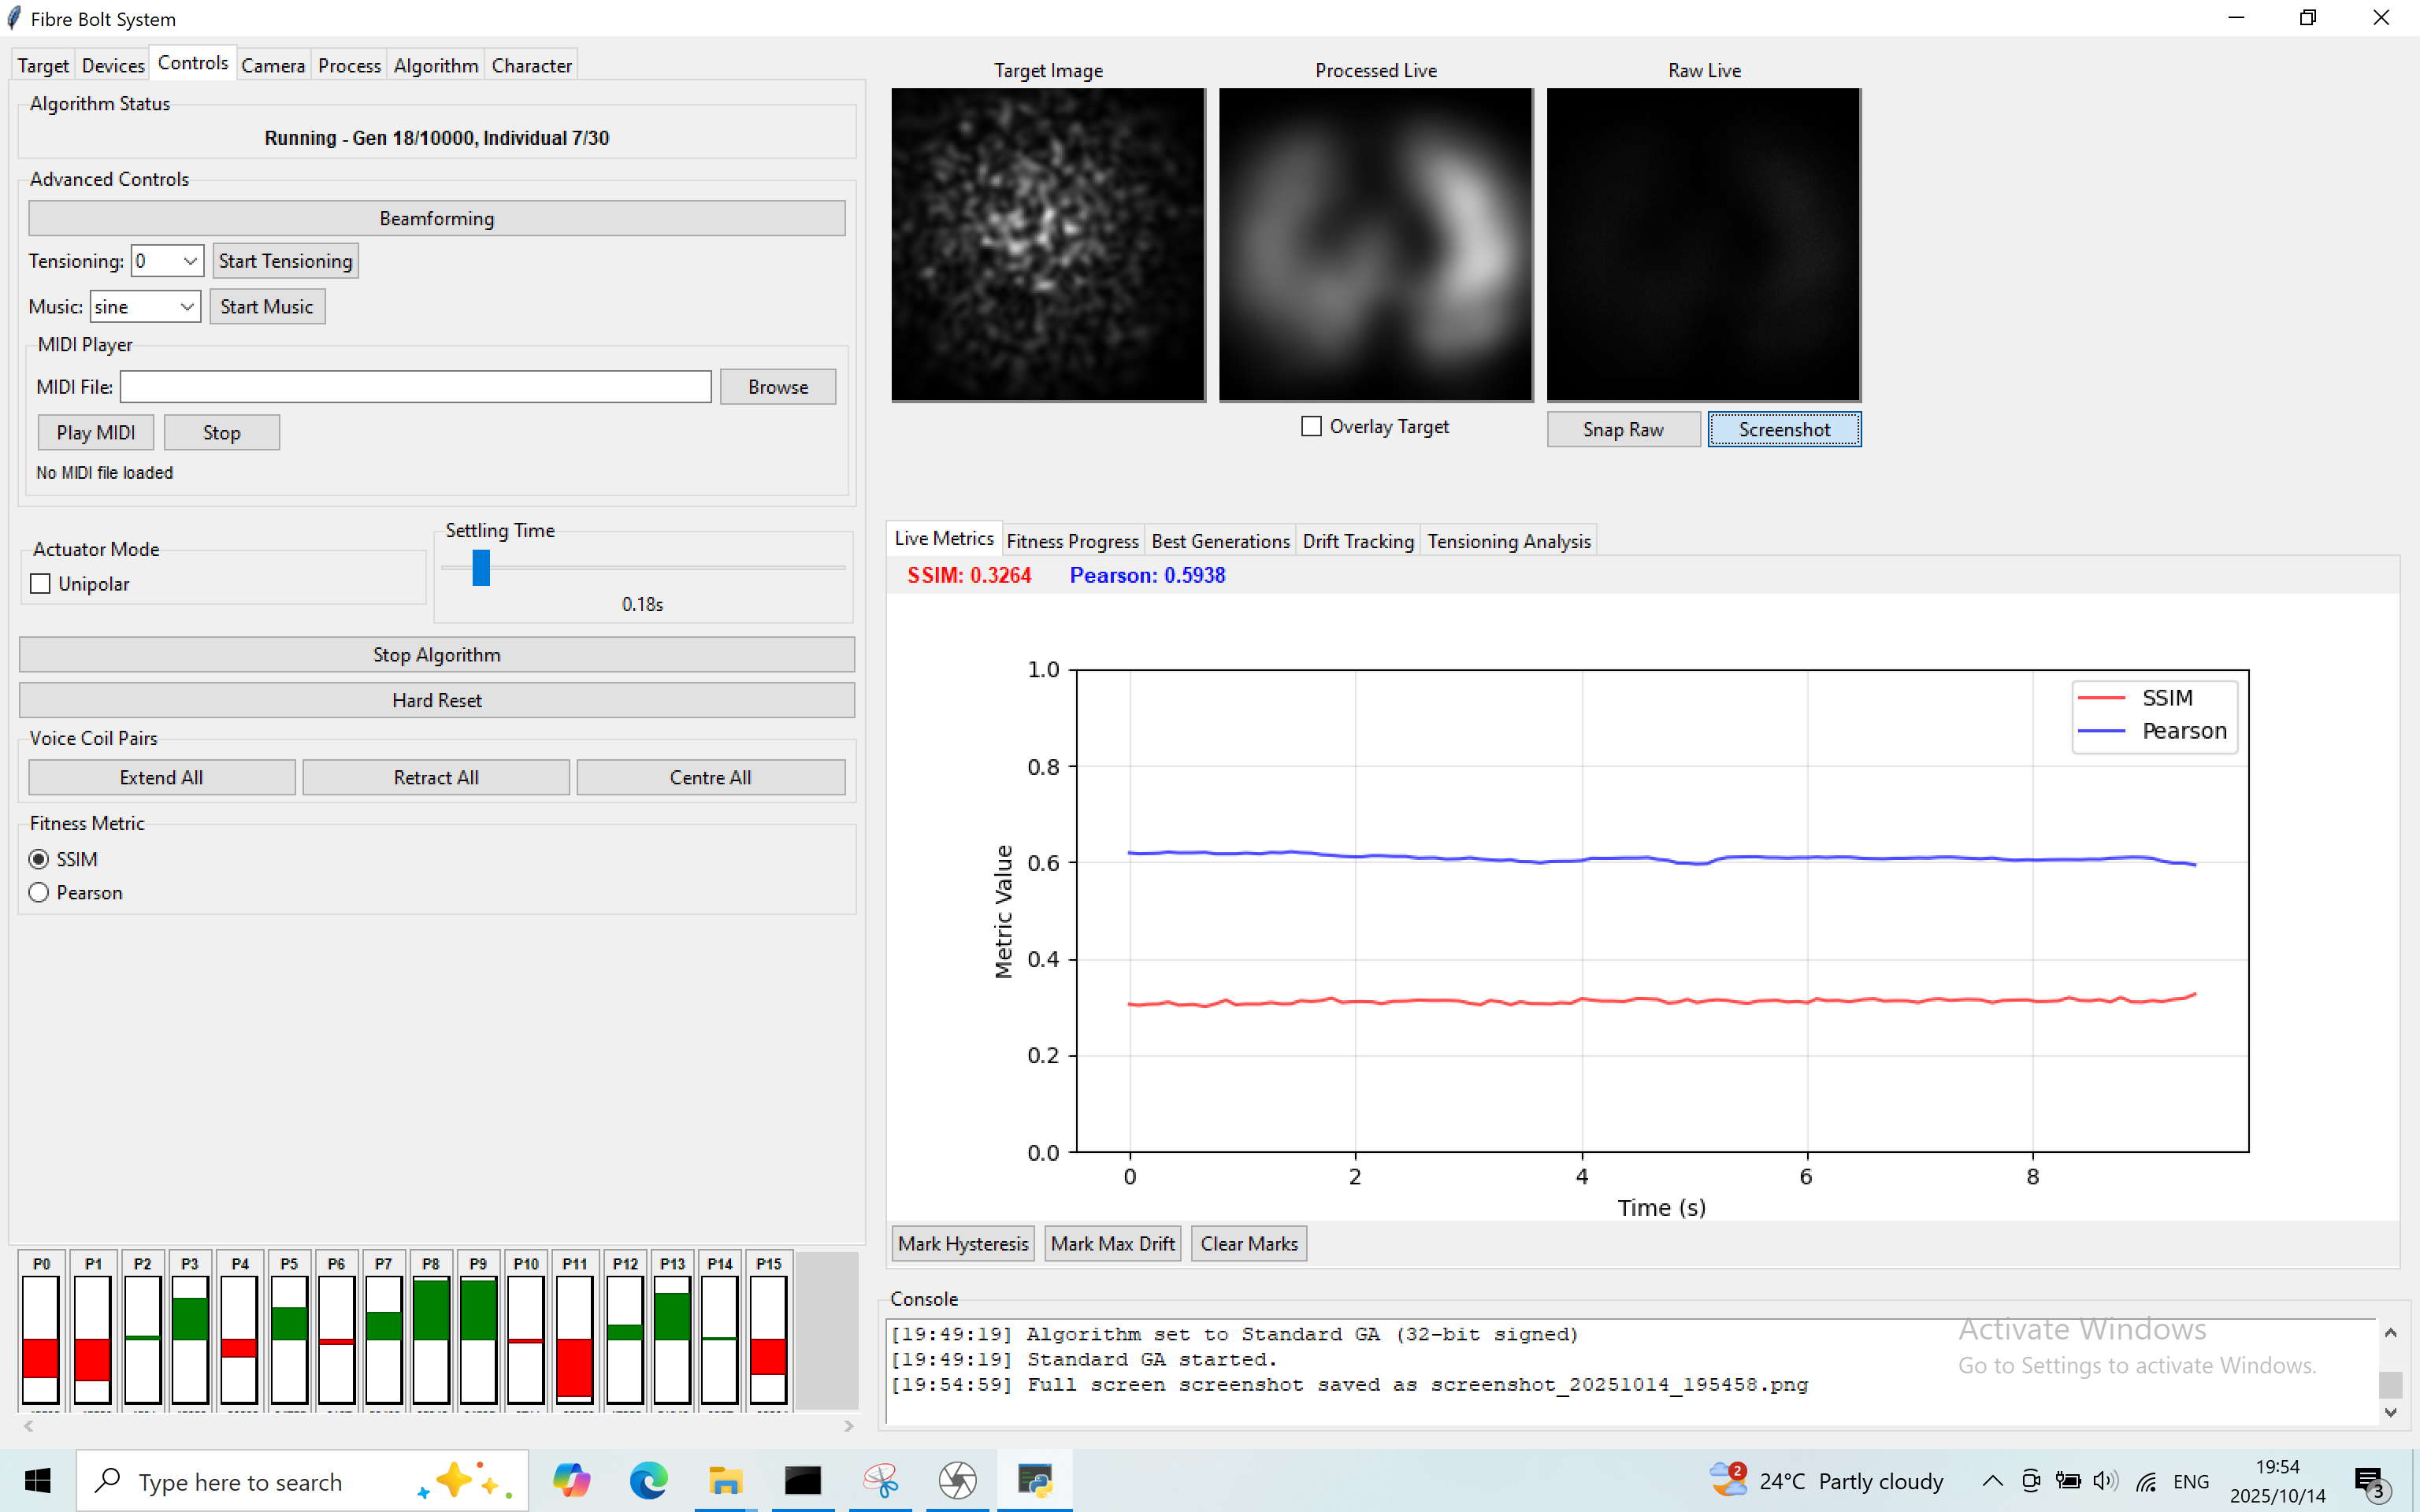 Fibre Bolt System
Target Devices Controls Camera Process Algorithm Character
Algorithm Status
Running - Gen 18/10000, Individual 7/30
Advanced Controls
Beamforming
Tensioning: 0 Start Tensioning
Music: sine Start Music
MIDI Player
MIDI File: Browse
Play MIDI Stop
No MIDI file loaded
Actuator Mode
Unipolar
Settling Time
0.18s
Stop Algorithm
Hard Reset
Voice Coil Pairs
Extend All Retract All Centre All
Fitness Metric
SSIM
Pearson
P0 P1 P2 P3 P4 P5 P6 P7 P8 P9 P10 P11 P12 P13 P14 P15
Target Image Processed Live Raw Live
Overlay Target Snap Raw Screenshot
Live Metrics Fitness Progress Best Generations Drift Tracking Tensioning Analysis
SSIM: 0.3264 Pearson: 0.5938
1.0
0.8
0.6
0.4
0.2
0.0
Metric Value
SSIM
Pearson
0 2 4 6 8
Time (s)
Mark Hysteresis Mark Max Drift Clear Marks
Console
[19:49:19] Algorithm set to Standard GA (32-bit signed)
[19:49:19] Standard GA started.
[19:54:59] Full screen screenshot saved as screenshot_20251014_195458.png
Activate Windows
Go to Settings to activate Windows.
Type here to search
2
24°C Partly cloudy
ENG
19:54
2025/10/14
3